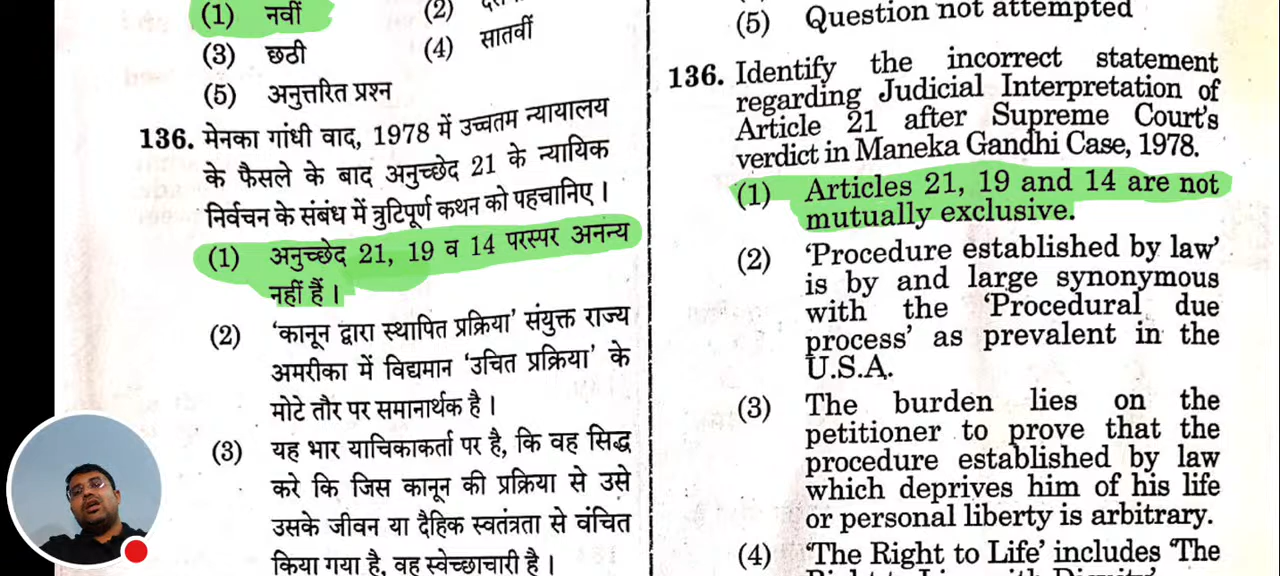 (1) नवीं
(2)
(3) छठी
(4) सातवीं
(5) अनुत्तरित प्रश्न
136. मेनका गांधी वाद, 1978 में उच्चतम न्यायालय
के फैसले के बाद अनुच्छेद 21 के न्यायिक
निर्वचन के संबंध में त्रुटिपूर्ण कथन को पहचानिए।
(1) अनुच्छेद 21, 19 व 14 परस्पर अनन्य
नहीं हैं।
(2) ‘कानून द्वारा स्थापित प्रक्रिया’ संयुक्त राज्य
अमरीका में विद्यमान ‘उचित प्रक्रिया’ के
मोटे तौर पर समानार्थक है।
(3) यह भार याचिकाकर्ता पर है, कि वह सिद्ध
करे कि जिस कानून की प्रक्रिया से उसे
उसके जीवन या दैहिक स्वतंत्रता से वंचित
किया गया है, वह स्वेच्छाचारी है।
(5) Question not attempted
136. Identify the incorrect statement
regarding Judicial Interpretation of
Article 21 after Supreme Court's
verdict in Maneka Gandhi Case, 1978.
(1) Articles 21, 19 and 14 are not
mutually exclusive.
(2) ‘Procedure established by law’
is by and large synonymous
with the ‘Procedural due
process’ as prevalent in the
U.S.A.
(3) The burden lies on the
petitioner to prove that the
procedure established by law
which deprives him of his life
or personal liberty is arbitrary.
(4) ‘The Right to Life’ includes ‘The